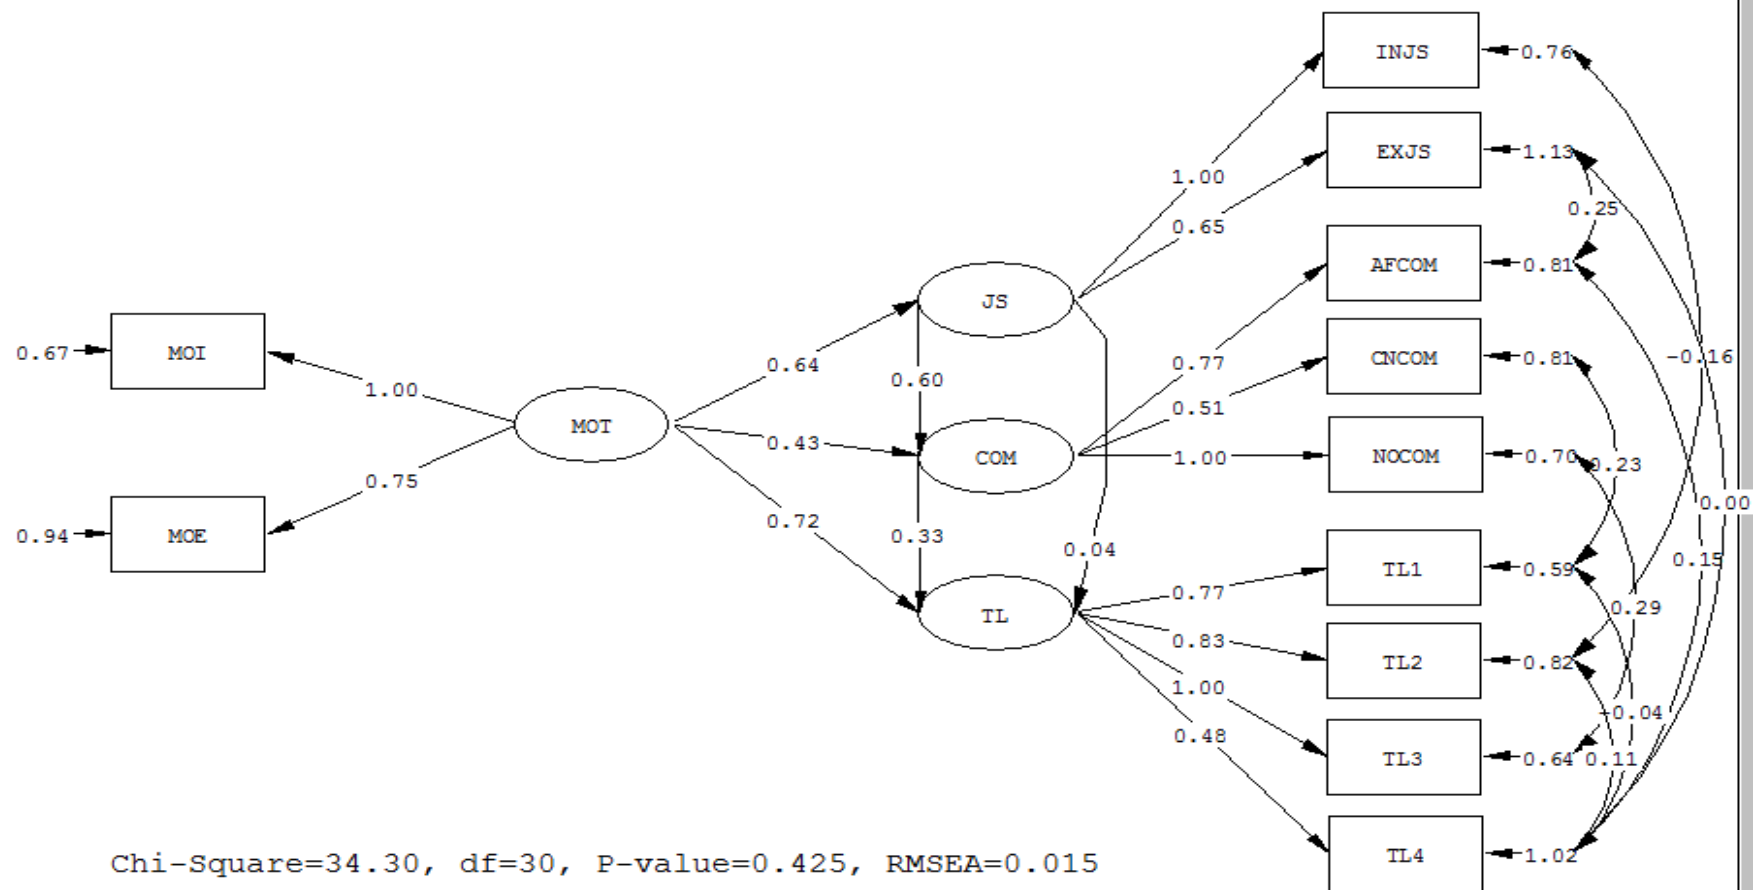 INJS
0.76
EXJS
1.13
1.00
0.25
0.65
AFCOM
0.81
JS
0.67
MOI
CNCOM
0.81
-0.16
0.64
0.77
0.60
1.00
0.51
MOT
0.43
COM
1.00
NOCOM
0.70
0.23
0.75
0.00
0.72
0.94
MOE
0.33
0.04
0.15
TL1
0.59
0.77
0.29
TL
0.83
TL2
0.82
1.00
-0.04
0.48
TL3
0.64
0.11
TL4
1.02
Chi-Square=34.30, df=30, P-value=0.425, RMSEA=0.015